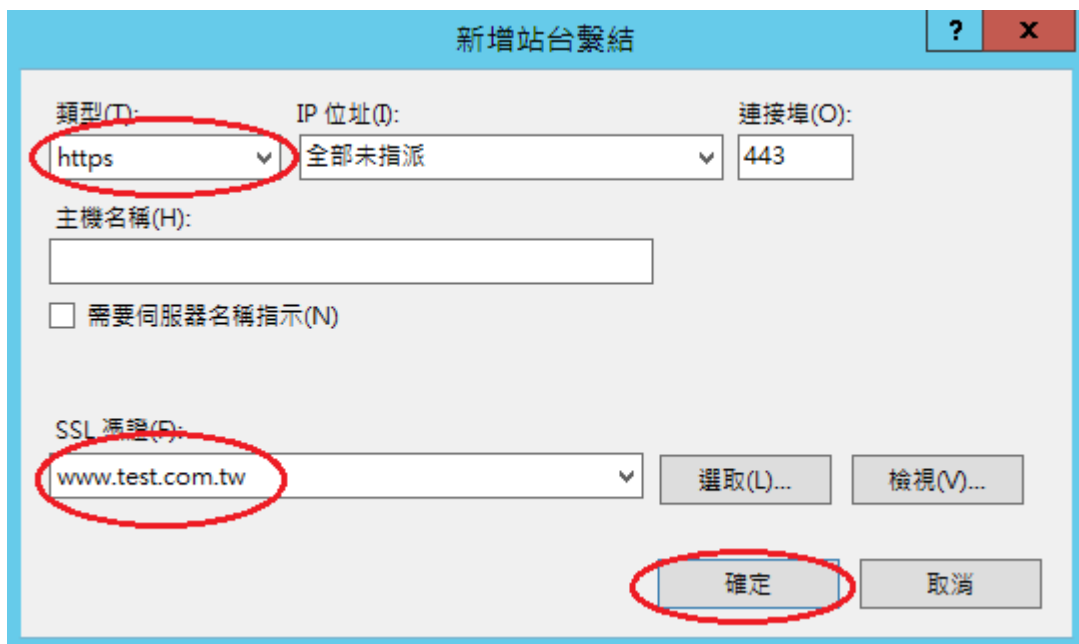 新增站台繫結
?
x
類型(T): IP 位址(I): 連接埠(O):
https 全部未指派 443
主機名稱(H):
需要伺服器名稱指示(N)
SSL 憑證(F):
www.test.com.tw 選取(L)... 檢視(V)...
確定 取消